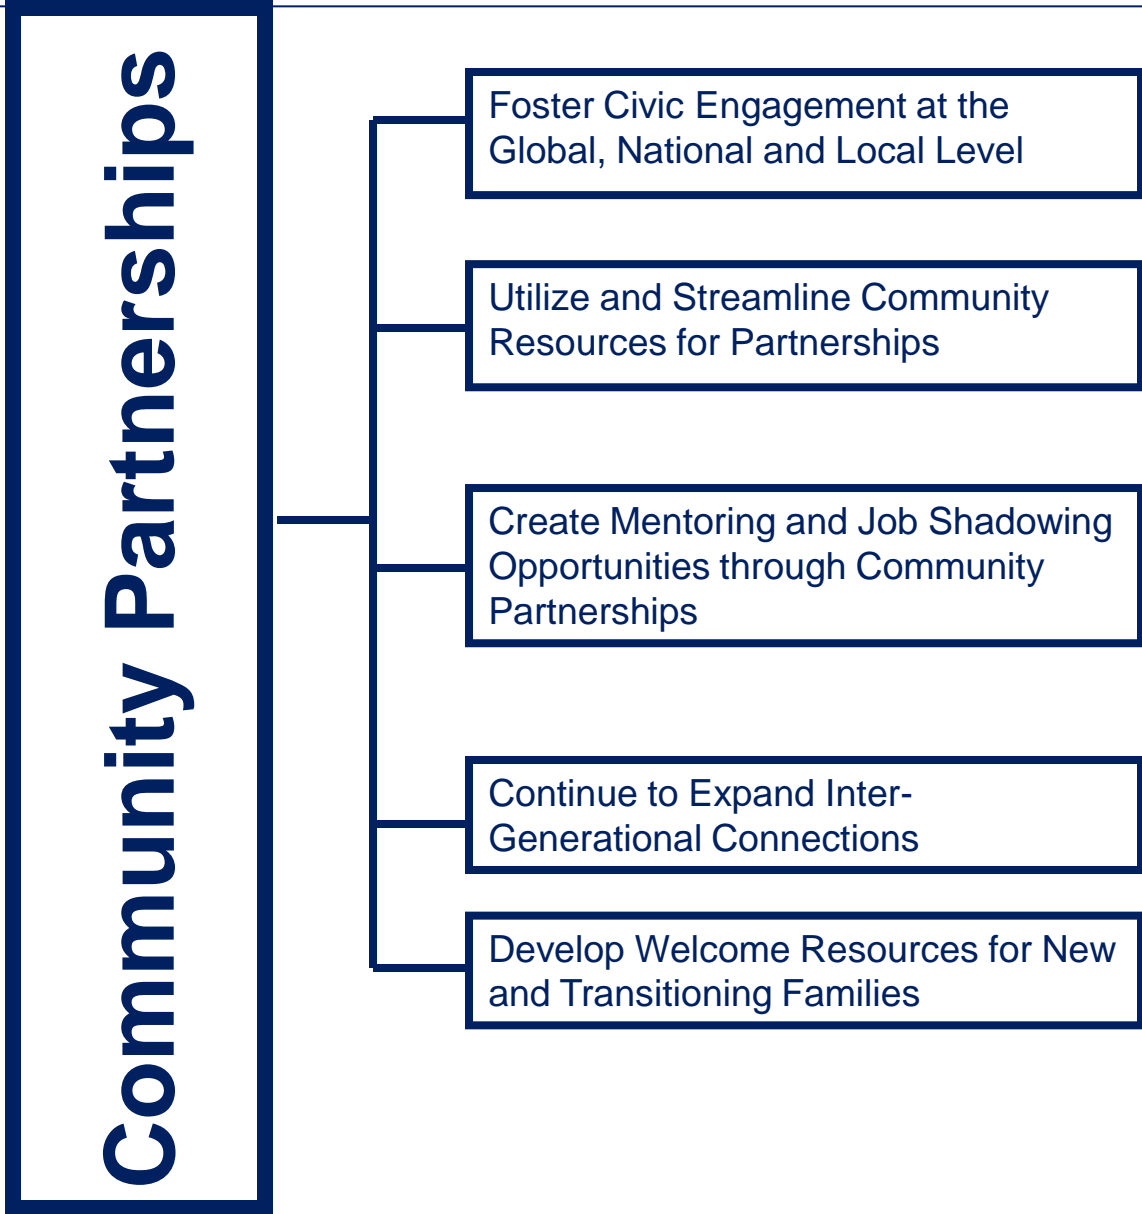 Community Partnerships
Foster Civic Engagement at the
Global, National and Local Level
Utilize and Streamline Community
Resources for Partnerships
Create Mentoring and Job Shadowing
Opportunities through Community
Partnerships
Continue to Expand Inter-
Generational Connections
Develop Welcome Resources for New
and Transitioning Families